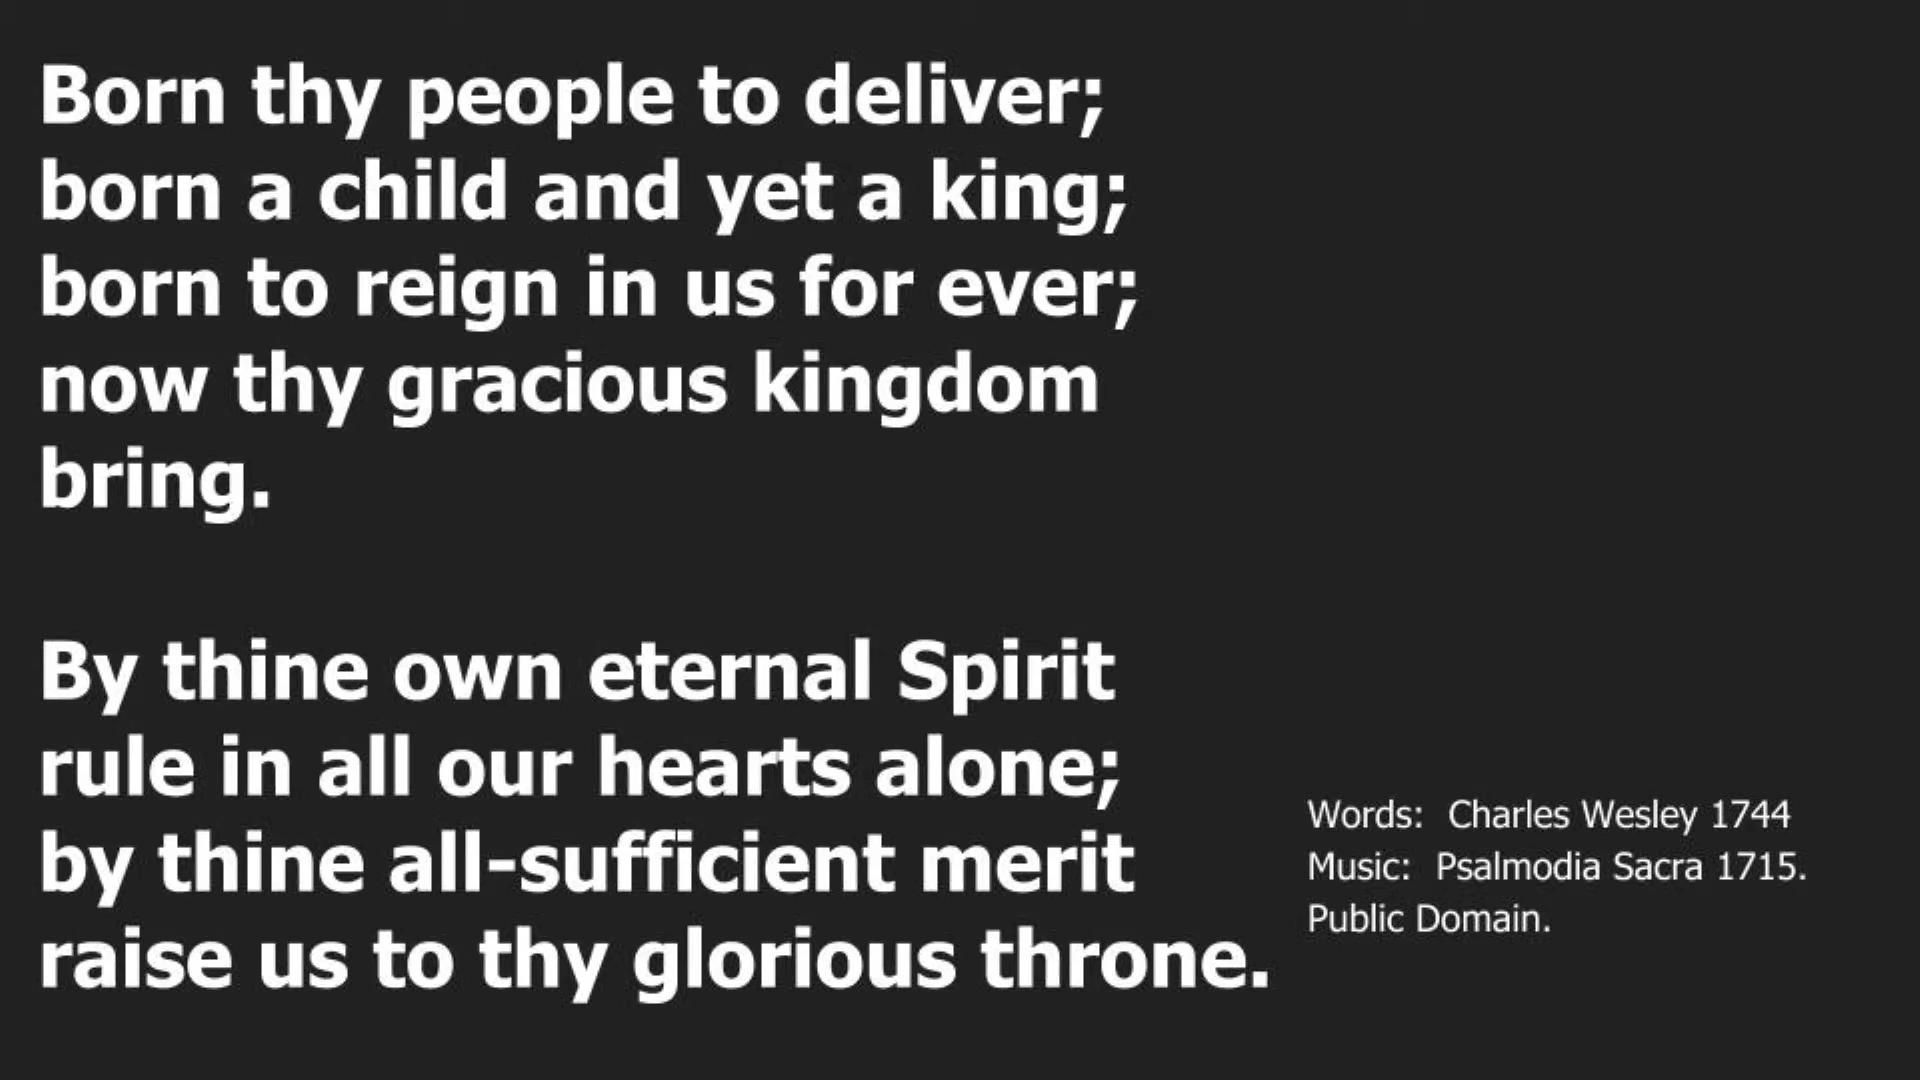 Born thy people to deliver;
born a child and yet a king;
born to reign in us for ever;
now thy gracious kingdom
bring.
By thine own eternal Spirit
rule in all our hearts alone;
by thine all-sufficient merit
raise us to thy glorious throne.
Words:  Charles Wesley 1744
Music:  Psalmodia Sacra 1715.
Public Domain.